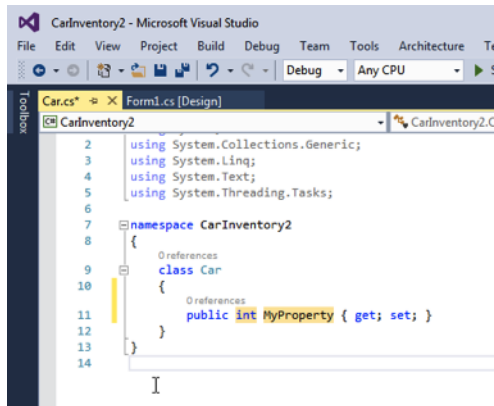 CarInventory2 - Microsoft Visual Studio
File Edit View Project Build Debug Team Tools Architecture
Debug Any CPU
Toolbox
Car.cs* Form1.cs [Design]
C# CarInventory2 CarInventory2.C
2 using System.Collections.Generic;
3 using System.Linq;
4 using System.Text;
5 using System.Threading.Tasks;
6
7 namespace CarInventory2
8 {
0 references
9 class Car
10 {
0 references
11 public int MyProperty { get; set; }
12 }
13 }
14